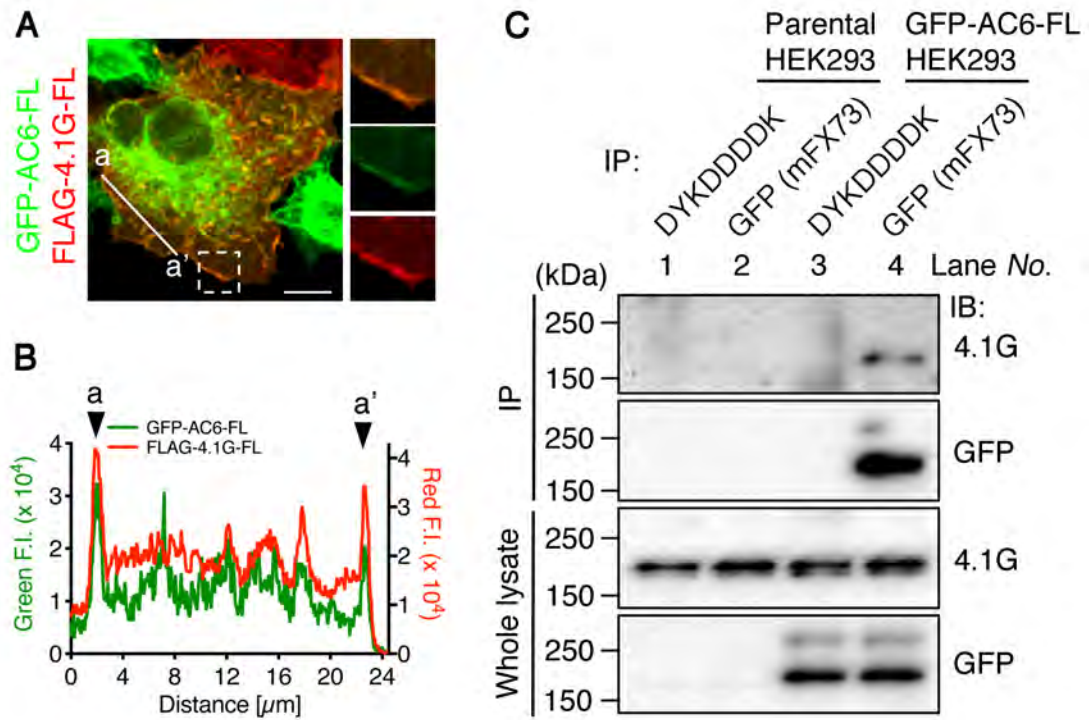 A
GFP-AC6-FL
FLAG-4.1G-FL
a
a'
B
a
a'
GFP-AC6-FL
FLAG-4.1G-FL
4
3
2
1
0
4
3
2
1
0
Green F.I. (x 10⁴)
Red F.I. (x 10⁴)
0 4 8 12 16 20 24
Distance [µm]
C
Parental
HEK293
GFP-AC6-FL
HEK293
IP:
DYKDDDDK
GFP (mFX73)
DYKDDDDK
GFP (mFX73)
(kDa) 1 2 3 4 Lane No.
IB:
IP
250
150
4.1G
250
150
GFP
Whole lysate
250
150
4.1G
250
150
GFP